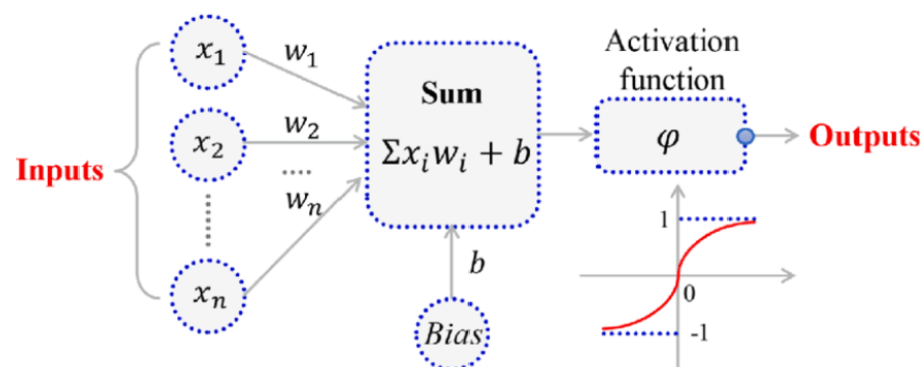 Inputs
x₁
x₂
xₙ
w₁
w₂
....
wₙ
Sum
Σxᵢwᵢ + b
b
Bias
Activation
function
φ
Outputs
1
0
-1